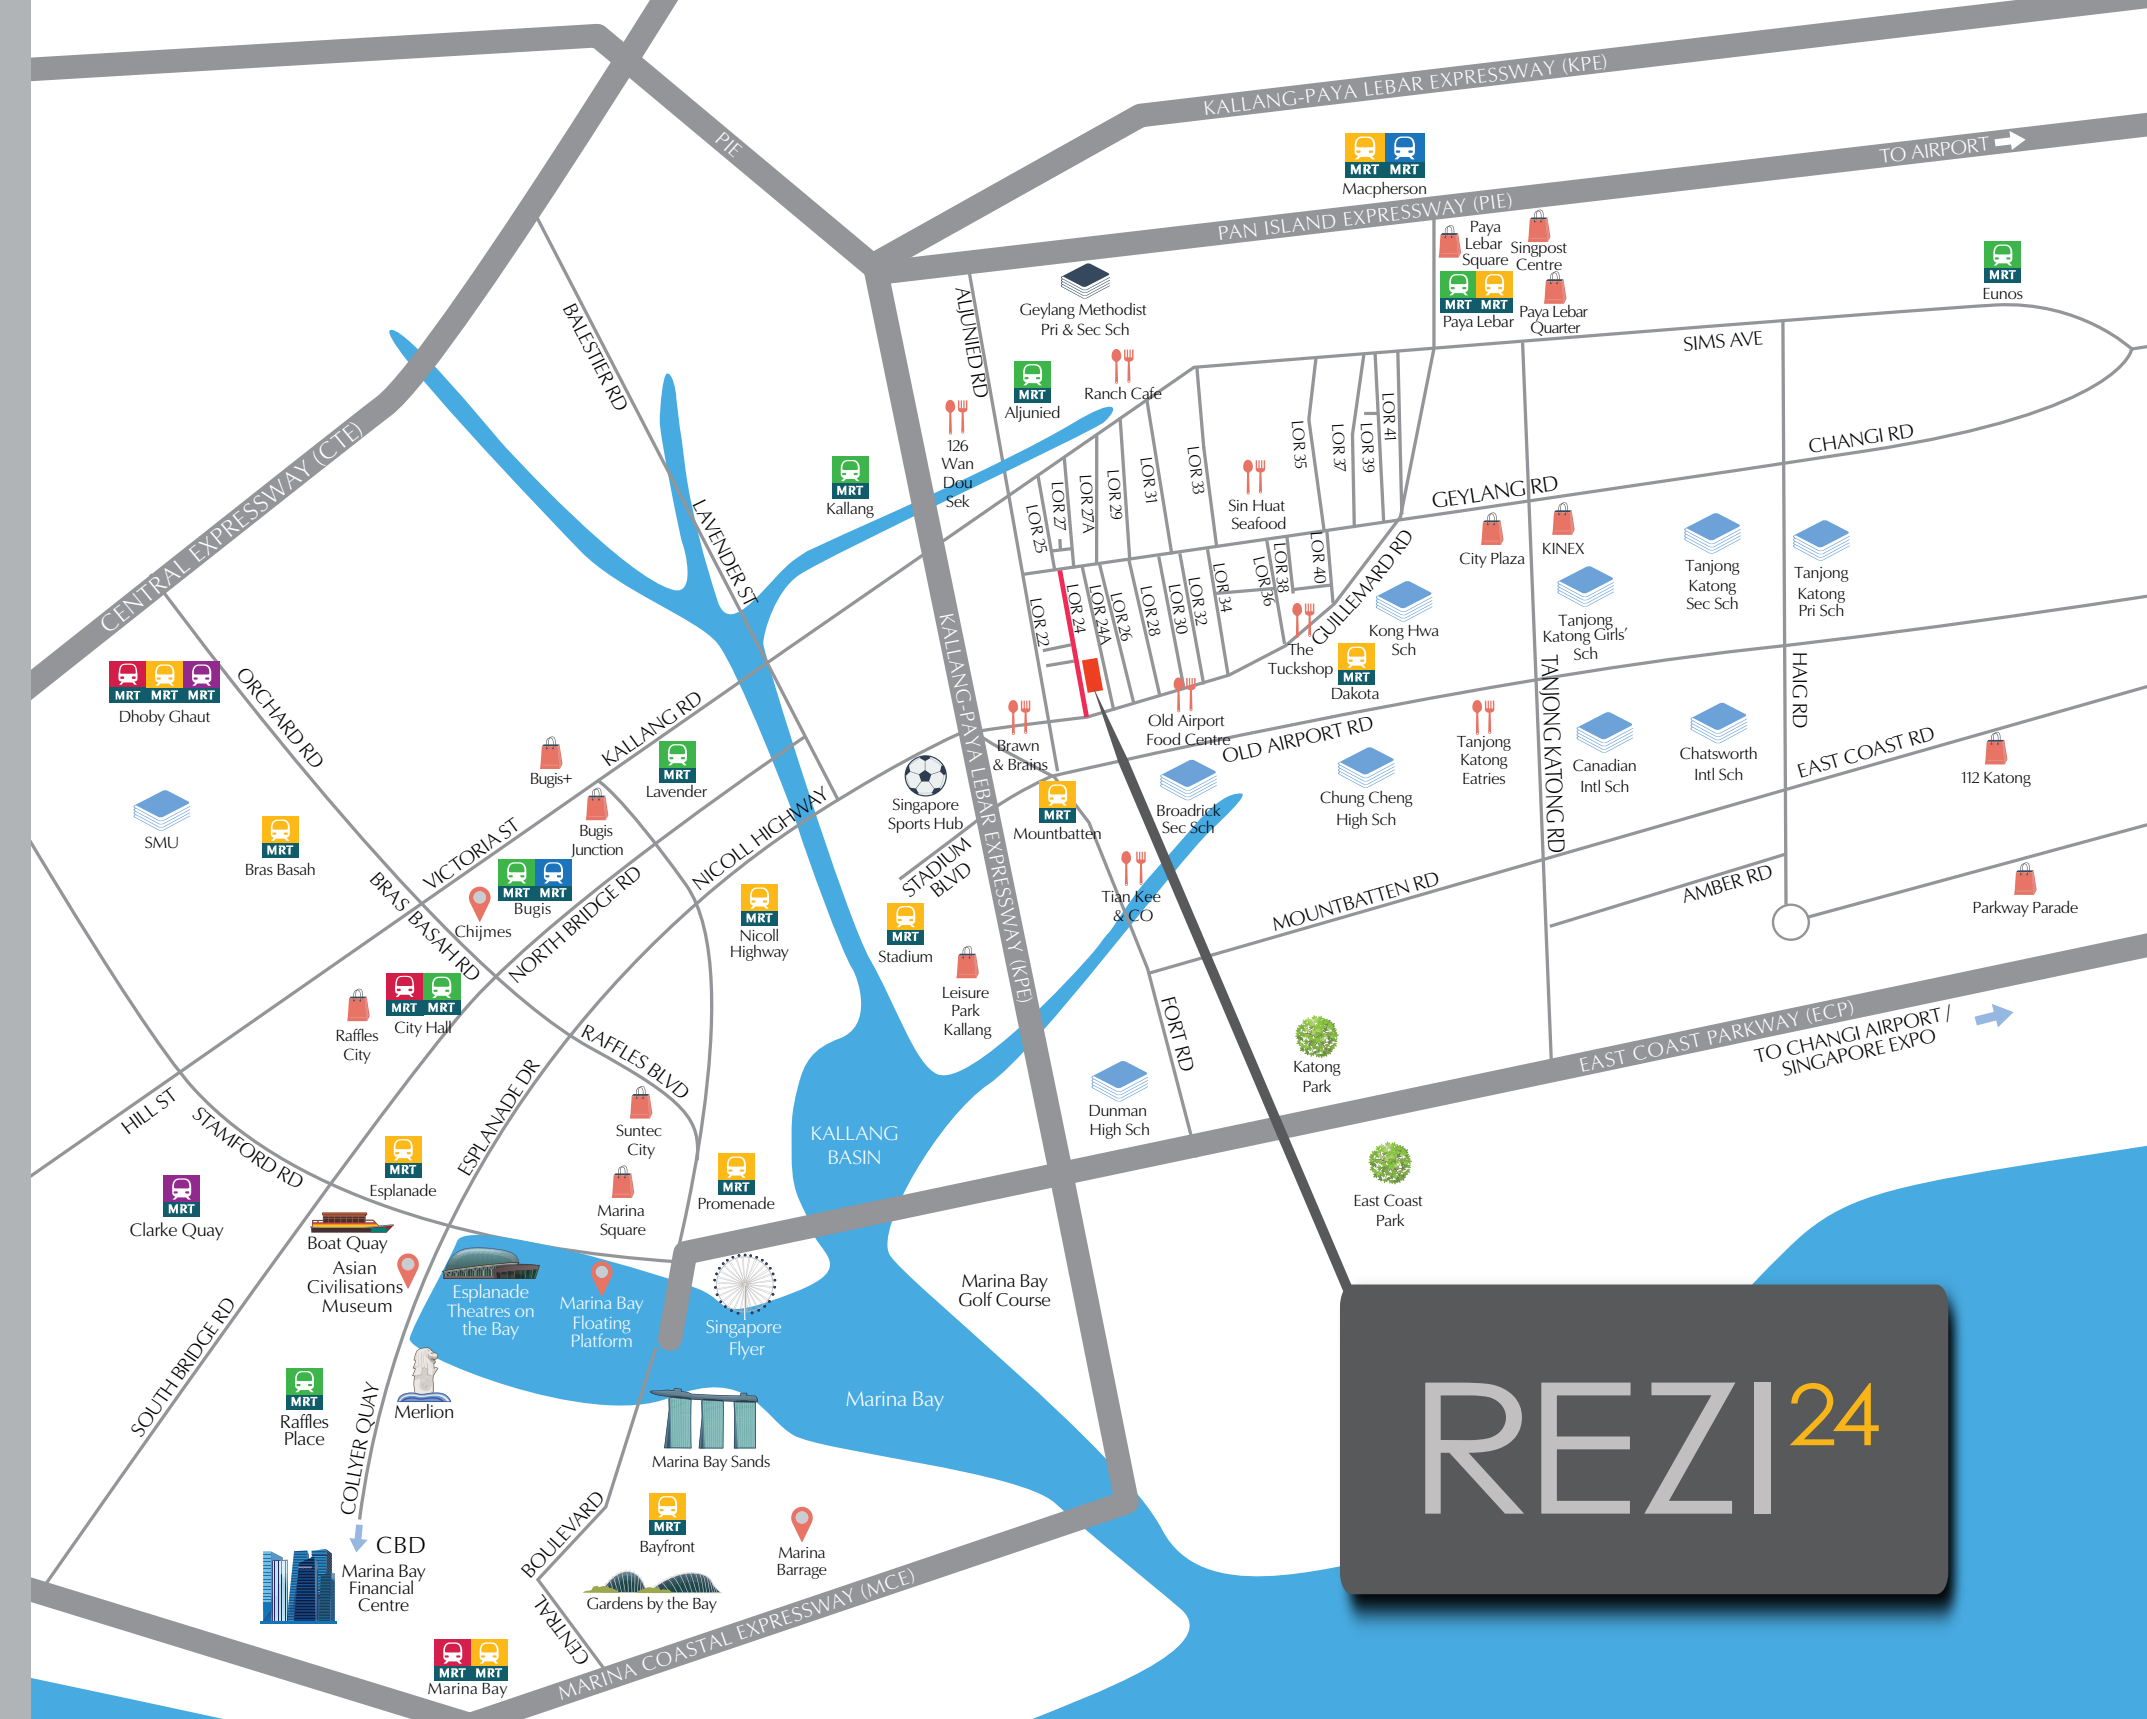 KALLANG-PAYA LEBAR EXPRESSWAY (KPE)
PIE
TO AIRPORT
MRT MRT
Macpherson
PAN ISLAND EXPRESSWAY (PIE)
Paya
Lebar
Square
Singpost
Centre
MRT MRT
Paya Lebar
Paya Lebar
Quarter
MRT
Eunos
ALJUNIED RD
Geylang Methodist
Pri & Sec Sch
BALESTIER RD
SIMS AVE
MRT
Aljunied
Ranch Cafe
126
Wan
Dou
Sek
CENTRAL EXPRESSWAY (CTE)
MRT
Kallang
LAVENDER ST
LOR 25
LOR 27
LOR 27A
LOR 29
LOR 31
LOR 33
LOR 35
LOR 37
LOR 39
LOR 41
CHANGI RD
Sin Huat
Seafood
GEYLANG RD
City Plaza
KINEX
Tanjong
Katong
Sec Sch
Tanjong
Katong
Pri Sch
LOR 22
LOR 24
LOR 24A
LOR 26
LOR 28
LOR 30
LOR 32
LOR 34
LOR 36
LOR 38
LOR 40
GUILLEMARD RD
Kong Hwa
Sch
Tanjong
Katong Girls'
Sch
The
Tuckshop
MRT
Dakota
KALLANG-PAYA LEBAR EXPRESSWAY (KPE)
MRT MRT MRT
Dhoby Ghaut
ORCHARD RD
KALLANG RD
Bugis+
MRT
Lavender
Brawn
& Brains
Old Airport
Food Centre
OLD AIRPORT RD
Tanjong
Katong
Eatries
TANJONG KATONG RD
HAIG RD
Canadian
Intl Sch
Chatsworth
Intl Sch
EAST COAST RD
112 Katong
SMU
MRT
Bras Basah
Bugis
Junction
VICTORIA ST
NICOLL HIGHWAY
Singapore
Sports Hub
MRT
Mountbatten
Broadrick
Sec Sch
Chung Cheng
High Sch
STADIUM
BLVD
BRAS BASAH RD
MRT MRT
Bugis
Chijmes
NORTH BRIDGE RD
MRT
Nicoll
Highway
MRT
Stadium
Tian Kee
& CO
MOUNTBATTEN RD
AMBER RD
Parkway Parade
MRT MRT
City Hall
Raffles
City
Leisure
Park
Kallang
RAFFLES BLVD
FORT RD
Katong
Park
EAST COAST PARKWAY (ECP)
TO CHANGI AIRPORT /
SINGAPORE EXPO
HILL ST
STAMFORD RD
ESPLANADE DR
Suntec
City
KALLANG
BASIN
Dunman
High Sch
MRT
Esplanade
Marina
Square
MRT
Promenade
East Coast
Park
MRT
Clarke Quay
Boat Quay
Asian
Civilisations
Museum
Esplanade
Theatres on
the Bay
Marina Bay
Floating
Platform
Singapore
Flyer
Marina Bay
Golf Course
SOUTH BRIDGE RD
MRT
Raffles
Place
COLLYER QUAY
Merlion
Marina Bay
Marina Bay Sands
REZI 24
CBD
Marina Bay
Financial
Centre
CENTRAL
BOULEVARD
MRT
Bayfront
Marina
Barrage
Gardens by the Bay
MRT MRT
Marina Bay
MARINA COASTAL EXPRESSWAY (MCE)